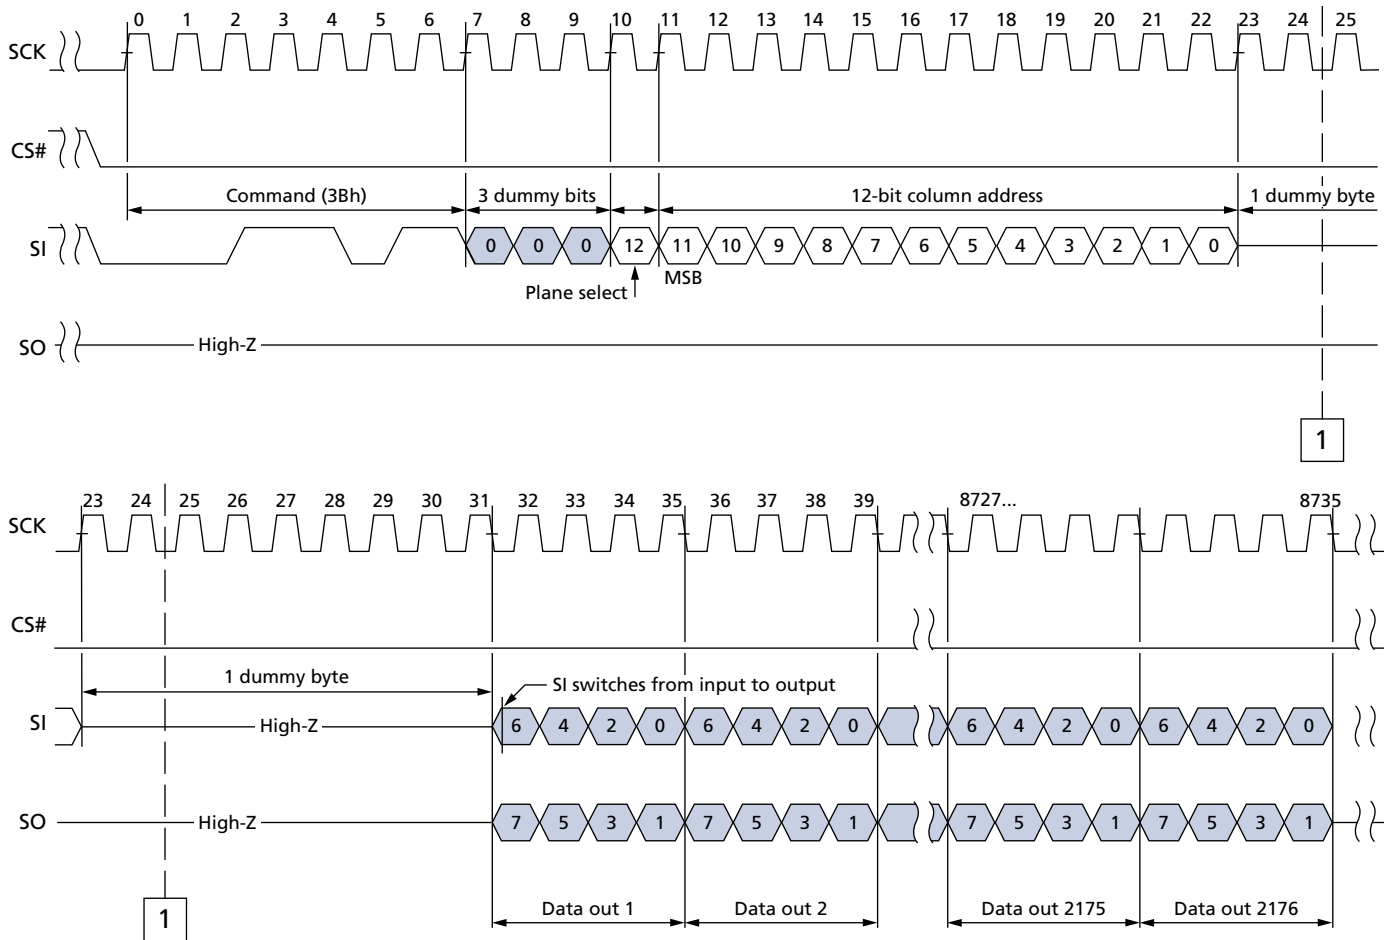 0 1 2 3 4 5 6 7 8 9 10 11 12 13 14 15 16 17 18 19 20 21 22 23 24 25
SCK
CS#
Command (3Bh) 3 dummy bits 12-bit column address 1 dummy byte
SI 0 0 0 12 11 10 9 8 7 6 5 4 3 2 1 0
MSB
Plane select
SO High-Z
1
23 24 25 26 27 28 29 30 31 32 33 34 35 36 37 38 39 8727... 8735
SCK
CS#
1 dummy byte
SI switches from input to output
SI High-Z 6 4 2 0 6 4 2 0 6 4 2 0 6 4 2 0
SO High-Z 7 5 3 1 7 5 3 1 7 5 3 1 7 5 3 1
Data out 1 Data out 2 Data out 2175 Data out 2176
1